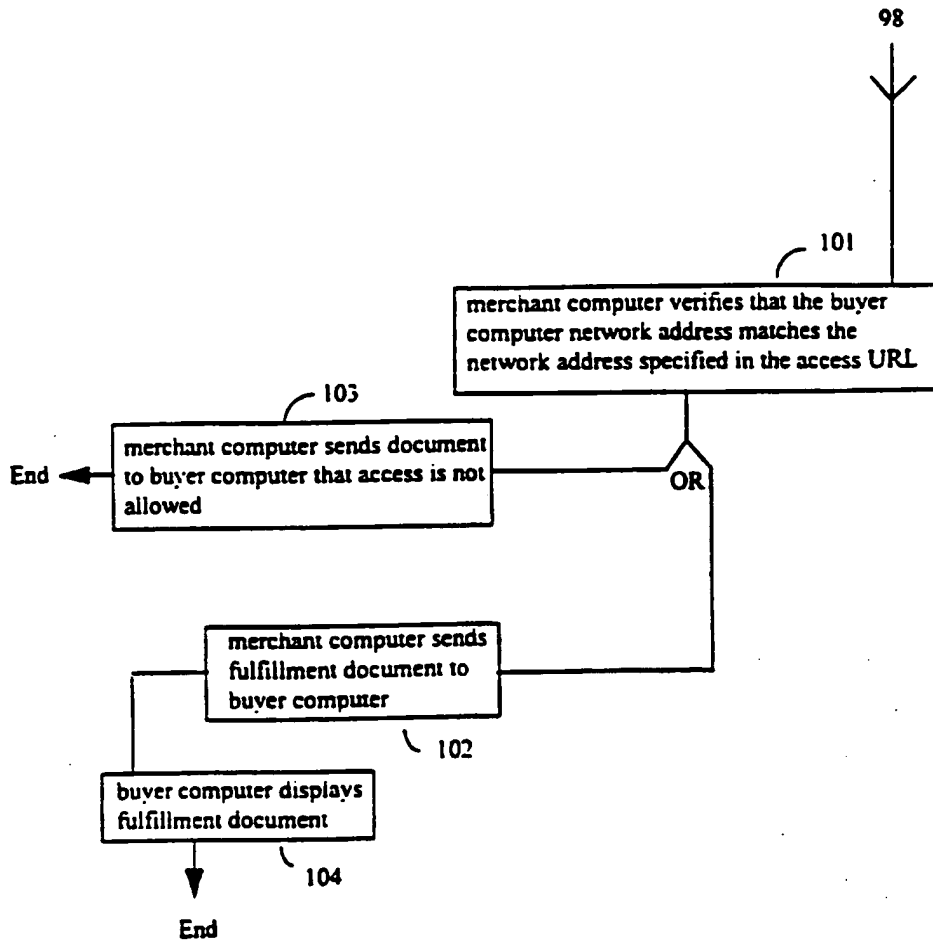 98
101
merchant computer verifies that the buyer
computer network address matches the
network address specified in the access URL
103
merchant computer sends document
to buyer computer that access is not
allowed
End
OR
merchant computer sends
fulfillment document to
buyer computer
102
buyer computer displays
fulfillment document
104
End